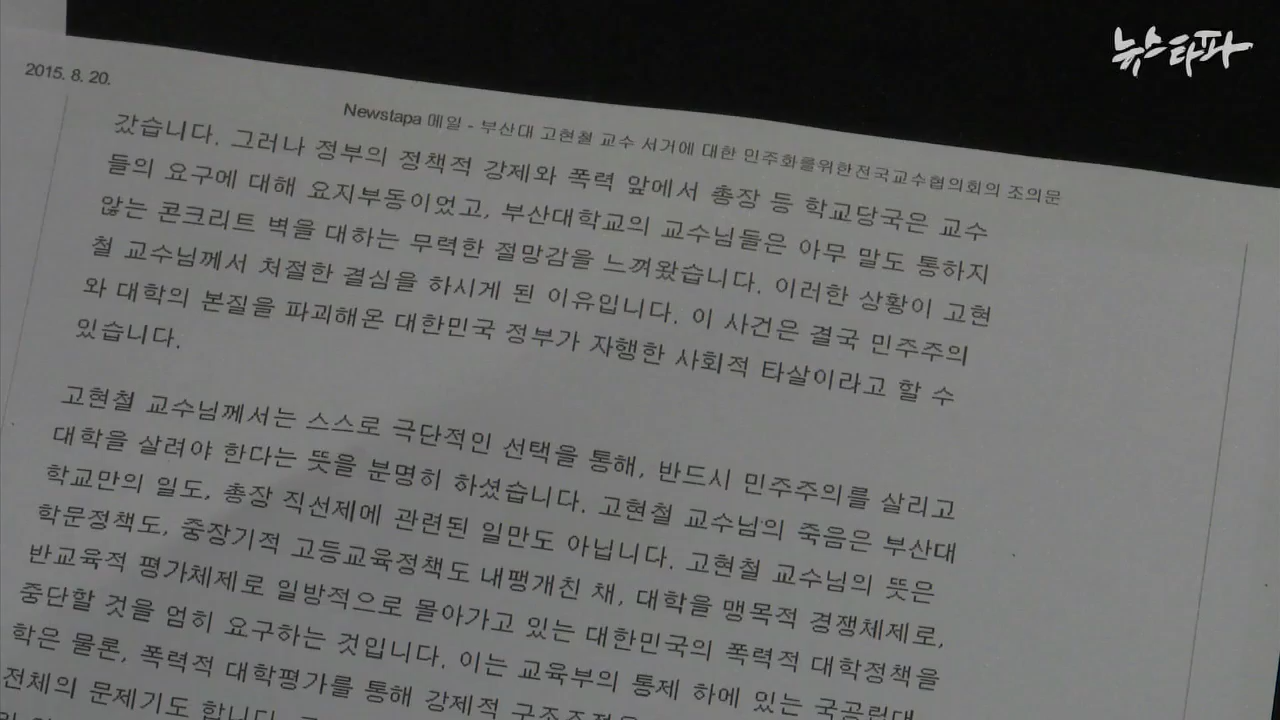 뉴스타파
2015. 8. 20.
Newstapa 메일 - 부산대 고현철 교수 서거에 대한 민주화를위한전국교수협의회의 조의문
갔습니다. 그러나 정부의 정책적 강제와 폭력 앞에서 총장 등 학교당국은 교수
들의 요구에 대해 요지부동이었고, 부산대학교의 교수님들은 아무 말도 통하지
않는 콘크리트 벽을 대하는 무력한 절망감을 느껴왔습니다. 이러한 상황이 고현
철 교수님께서 처절한 결심을 하시게 된 이유입니다. 이 사건은 결국 민주주의
와 대학의 본질을 파괴해온 대한민국 정부가 자행한 사회적 타살이라고 할 수
있습니다.
고현철 교수님께서는 스스로 극단적인 선택을 통해, 반드시 민주주의를 살리고
대학을 살려야 한다는 뜻을 분명히 하셨습니다. 고현철 교수님의 죽음은 부산대
학교만의 일도, 총장 직선제에 관련된 일만도 아닙니다. 고현철 교수님의 뜻은
학문정책도, 중장기적 고등교육정책도 내팽개친 채, 대학을 맹목적 경쟁체제로,
반교육적 평가체제로 일방적으로 몰아가고 있는 대한민국의 폭력적 대학정책을
중단할 것을 엄히 요구하는 것입니다. 이는 교육부의 통제 하에 있는 국공립대
학은 물론, 폭력적 대학평가를 통해 강제적
전체의 문제기도 합니다.